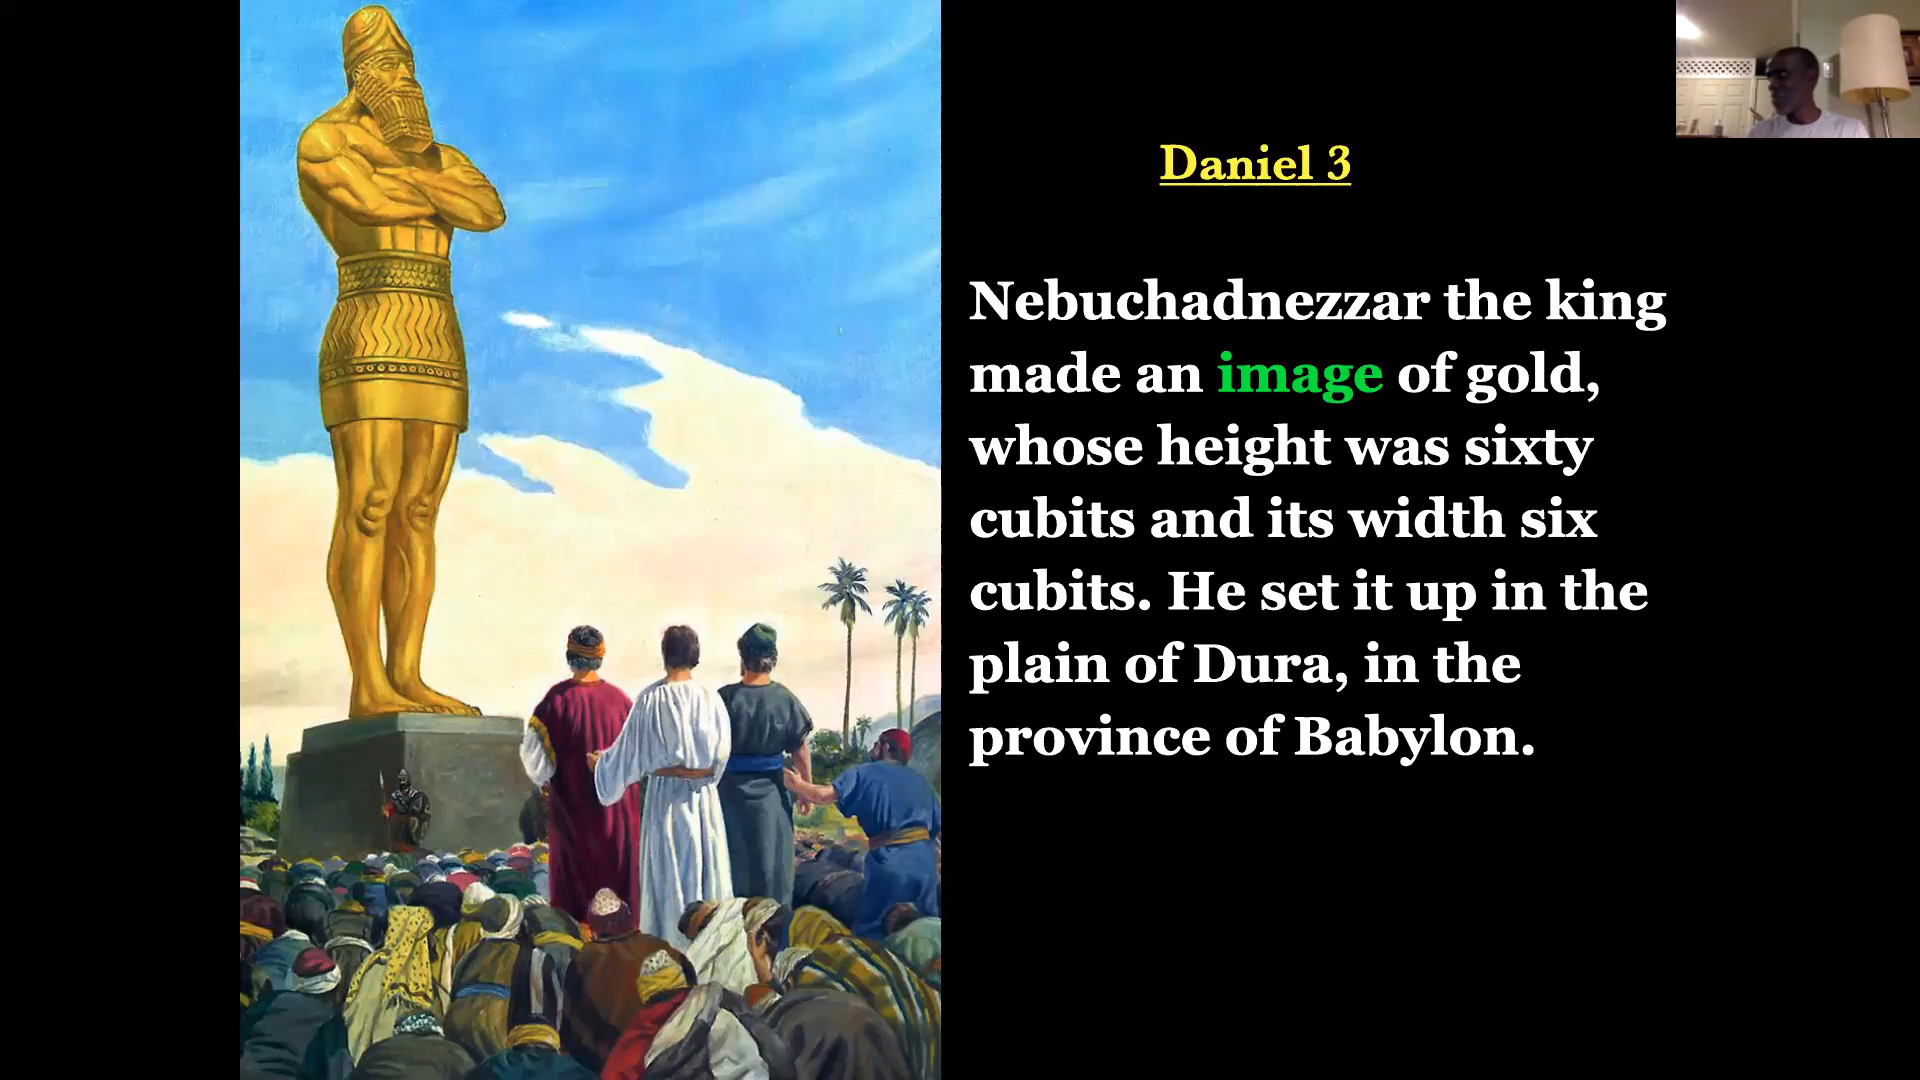 Daniel 3
Nebuchadnezzar the king
made an image of gold,
whose height was sixty
cubits and its width six
cubits. He set it up in the
plain of Dura, in the
province of Babylon.